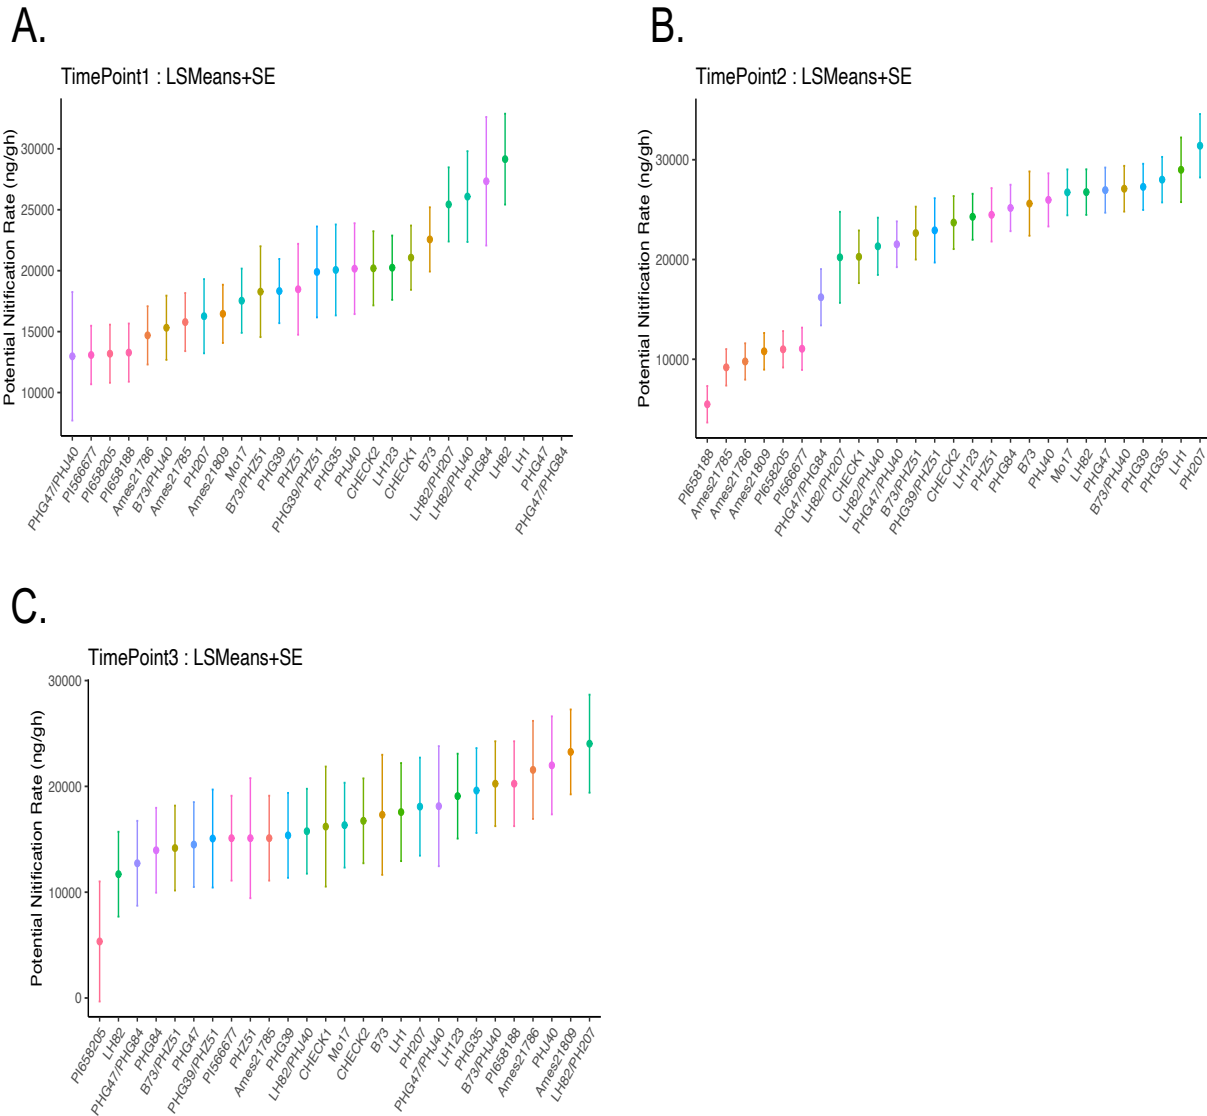 A.
TimePoint1 : LSMeans+SE
Potential Nitification Rate (ng/gh)
30000
25000
20000
15000
10000
PHG47/PHJ40
PI566677
PI658205
PI658188
Ames21786
B73/PHJ40
Ames21785
PH207
Ames21809
Mo17
B73/PHZ51
PHG39
PHZ51
PHG39/PHZ51
PHG35
PHJ40
CHECK2
LH123
CHECK1
B73
LH82/PH207
LH82/PHJ40
PHG84
LH82
LH1
PHG47
PHG47/PHG84
B.
TimePoint2 : LSMeans+SE
Potential Nitification Rate (ng/gh)
30000
20000
10000
PI658188
Ames21785
Ames21786
Ames21809
PI658205
PI566677
PHG47/PHG84
LH82/PH207
CHECK1
LH82/PHJ40
PHG47/PHJ40
B73/PHZ51
PHG39/PHZ51
CHECK2
LH123
PHZ51
PHG84
B73
PHJ40
Mo17
LH82
PHG47
B73/PHJ40
PHG39
PHG35
LH1
PH207
C.
TimePoint3 : LSMeans+SE
Potential Nitification Rate (ng/gh)
30000
20000
10000
0
PI658205
LH82
PHG47/PHG84
PHG84
B73/PHZ51
PHG47
PHG39/PHZ51
PI566677
PHZ51
Ames21785
PHG39
LH82/PHJ40
CHECK1
Mo17
CHECK2
B73
LH1
PH207
PHG47/PHJ40
LH123
PHG35
B73/PHJ40
PI658188
Ames21786
PHJ40
Ames21809
LH82/PH207